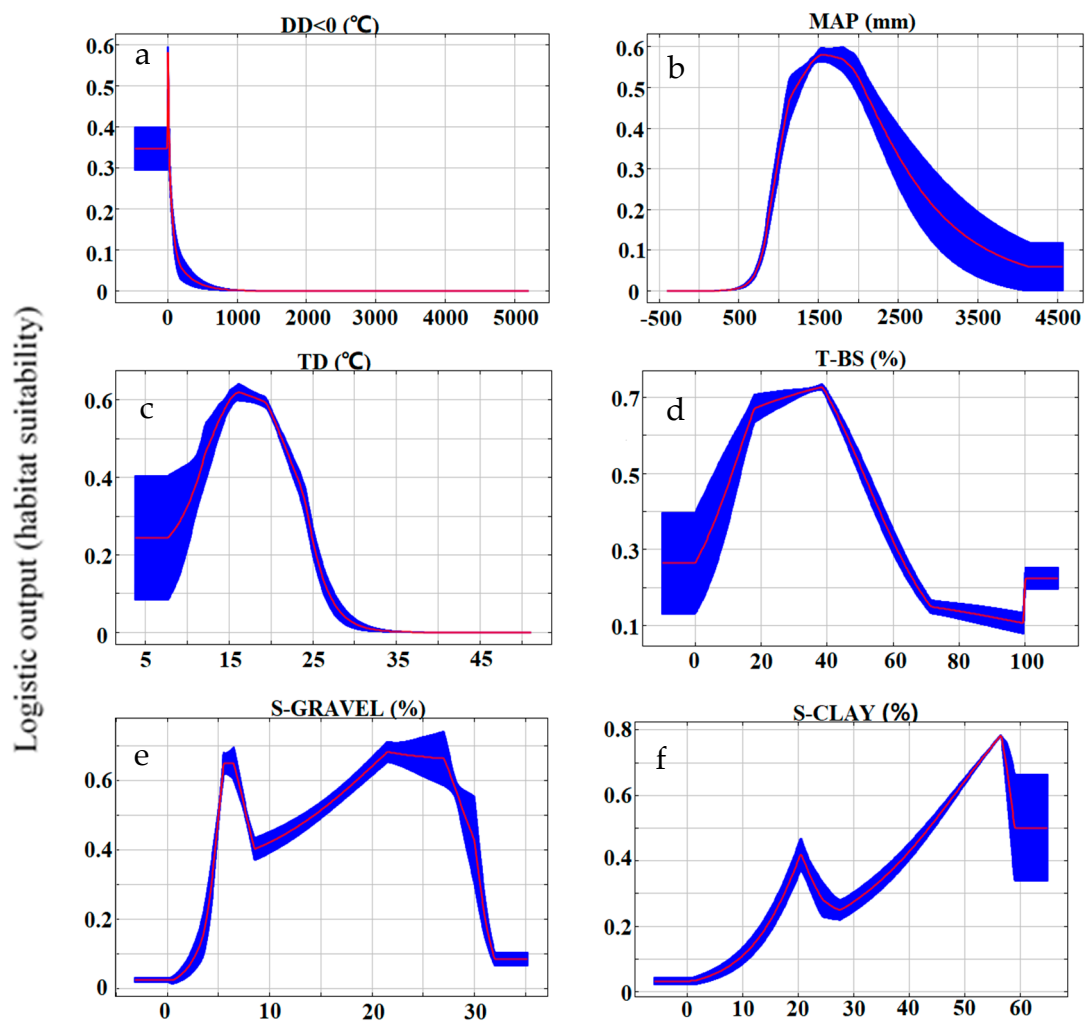 Logistic output (habitat suitability)
DD<0 (℃)
a
0.6
0.5
0.4
0.3
0.2
0.1
0
0 1000 2000 3000 4000 5000
MAP (mm)
b
0.6
0.5
0.4
0.3
0.2
0.1
0
-500 500 1500 2500 3500 4500
TD (℃)
c
0.6
0.4
0.2
0
5 15 25 35 45
T-BS (%)
d
0.7
0.5
0.3
0.1
0 20 40 60 80 100
S-GRAVEL (%)
e
0.6
0.4
0.2
0
0 10 20 30
S-CLAY (%)
f
0.8
0.6
0.4
0.2
0
0 10 20 30 40 50 60